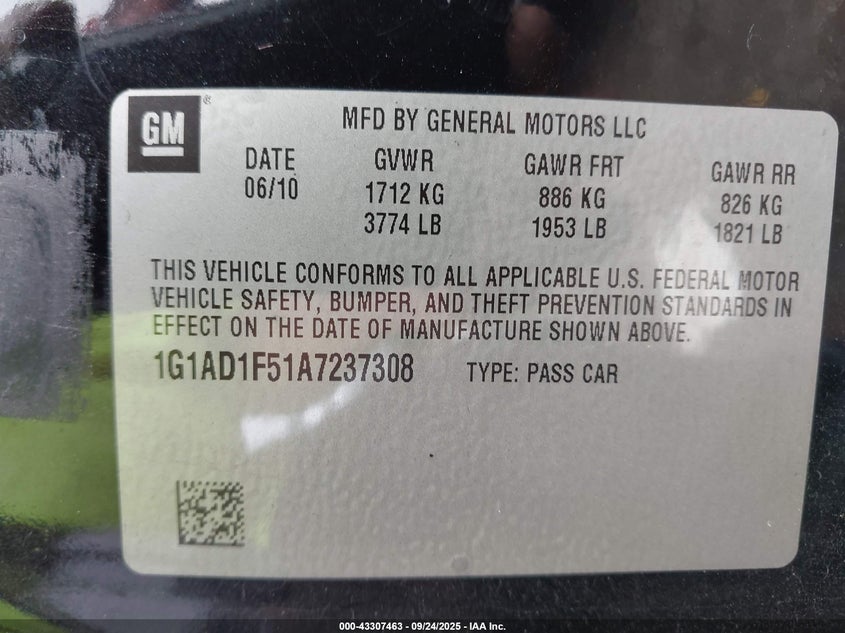 GM
MFD BY GENERAL MOTORS LLC
DATE GVWR GAWR FRT GAWR RR
06/10 1712 KG 886 KG 826 KG
3774 LB 1953 LB 1821 LB
THIS VEHICLE CONFORMS TO ALL APPLICABLE U.S. FEDERAL MOTOR
VEHICLE SAFETY, BUMPER, AND THEFT PREVENTION STANDARDS IN
EFFECT ON THE DATE OF MANUFACTURE SHOWN ABOVE.
1G1AD1F51A7237308 TYPE: PASS CAR
000-43307463 - 09/24/2025 - IAA Inc.